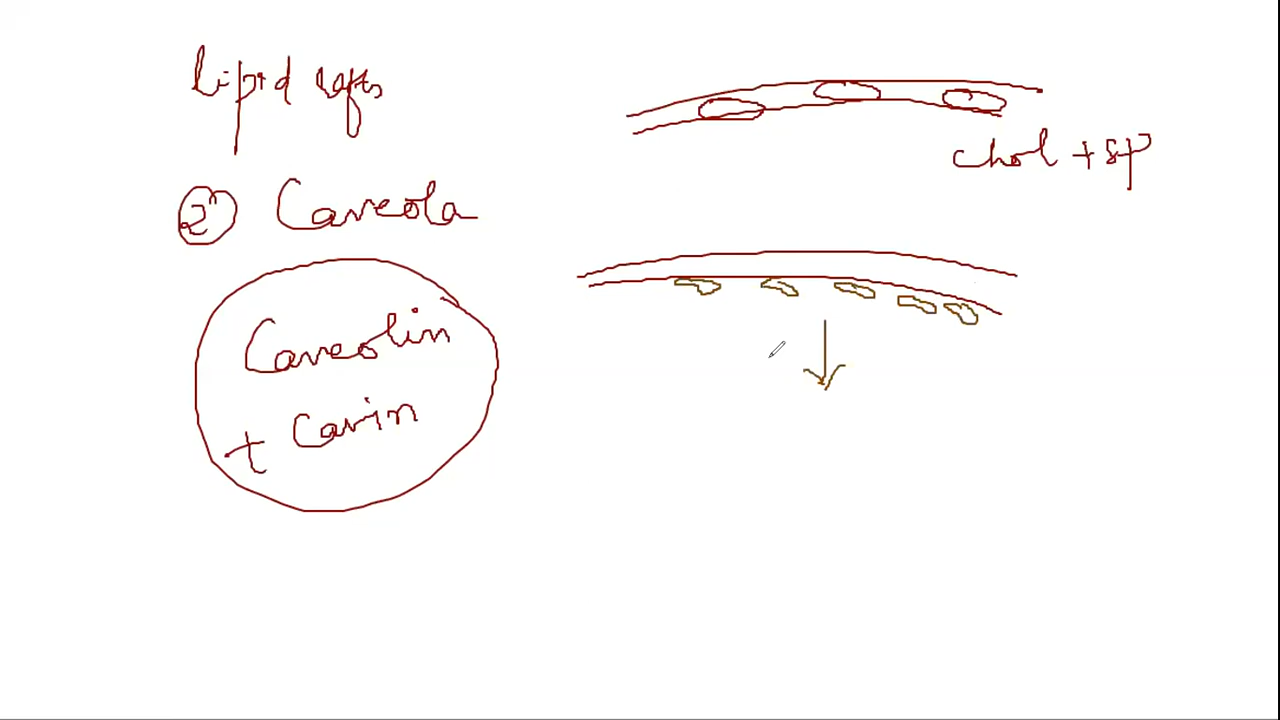 lipid rafts
chol + sp
② Caveola
Caveolin
+ Cavin